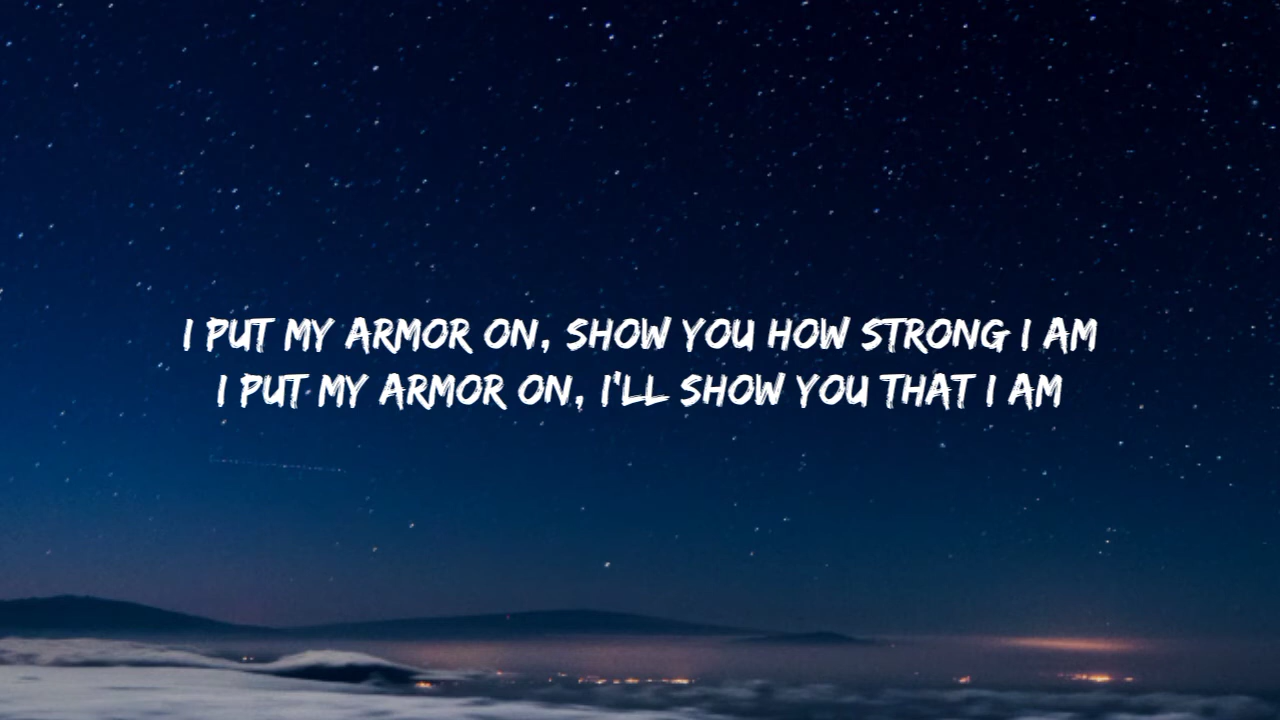 I PUT MY ARMOR ON, SHOW YOU HOW STRONG I AM
I PUT MY ARMOR ON, I'LL SHOW YOU THAT I AM